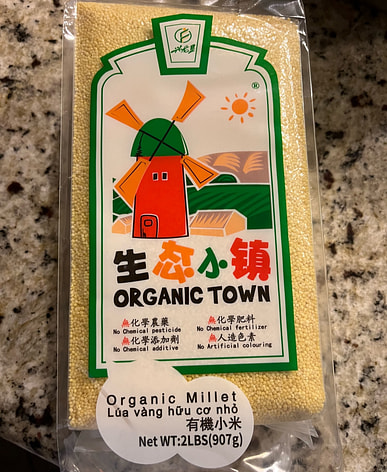 ®
生态小镇
ORGANIC TOWN
無化學農藥 無化學肥料
No Chemical pesticide No Chemical fertilizer
無化學添加劑 無人造色素
No Chemical additive No Artificial colouring
Organic Millet
Lúa vàng hữu cơ nhỏ
有機小米
Net WT:2LBS(907g)